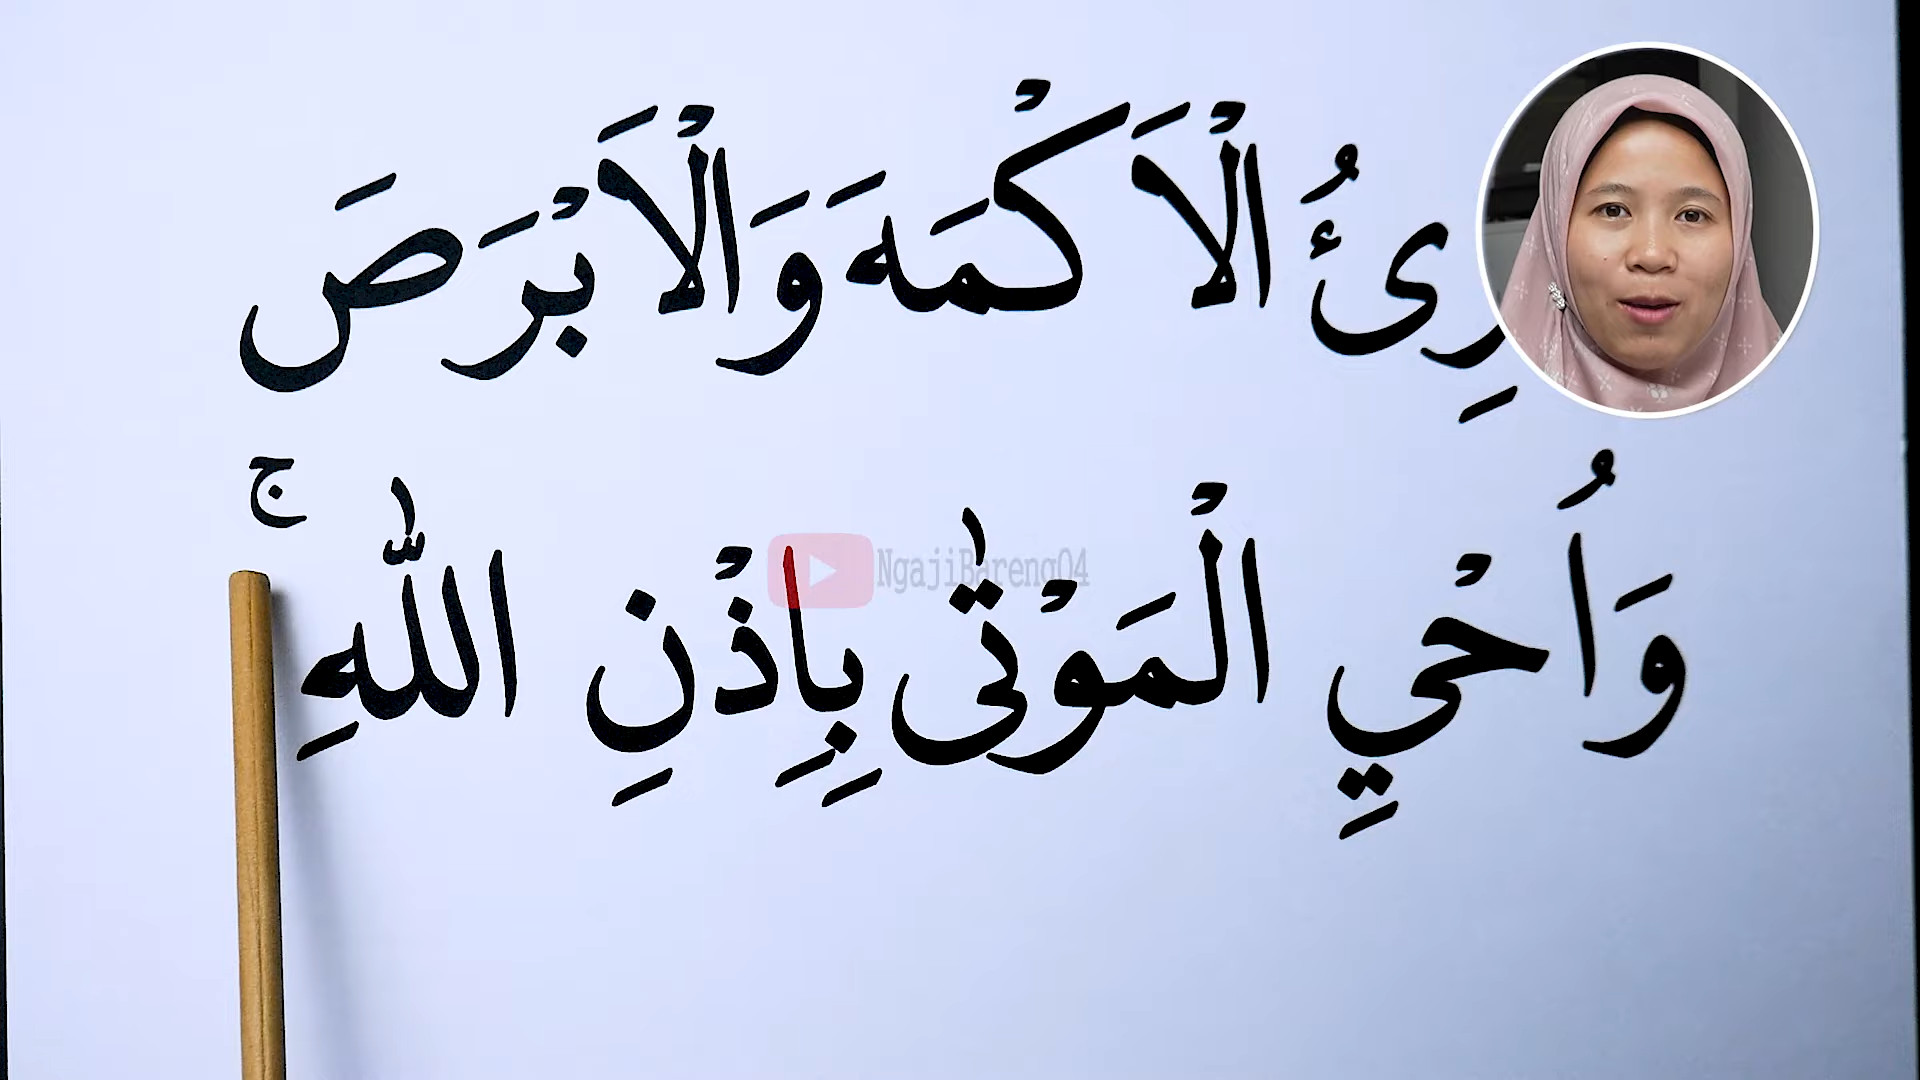 رِئُ الْاَكْمَهَ وَالْاَبْرَصَ
وَاُحْيِ الْمَوْتٰى بِاِذْنِ اللّٰهِ ۚ
NgajiBareng04